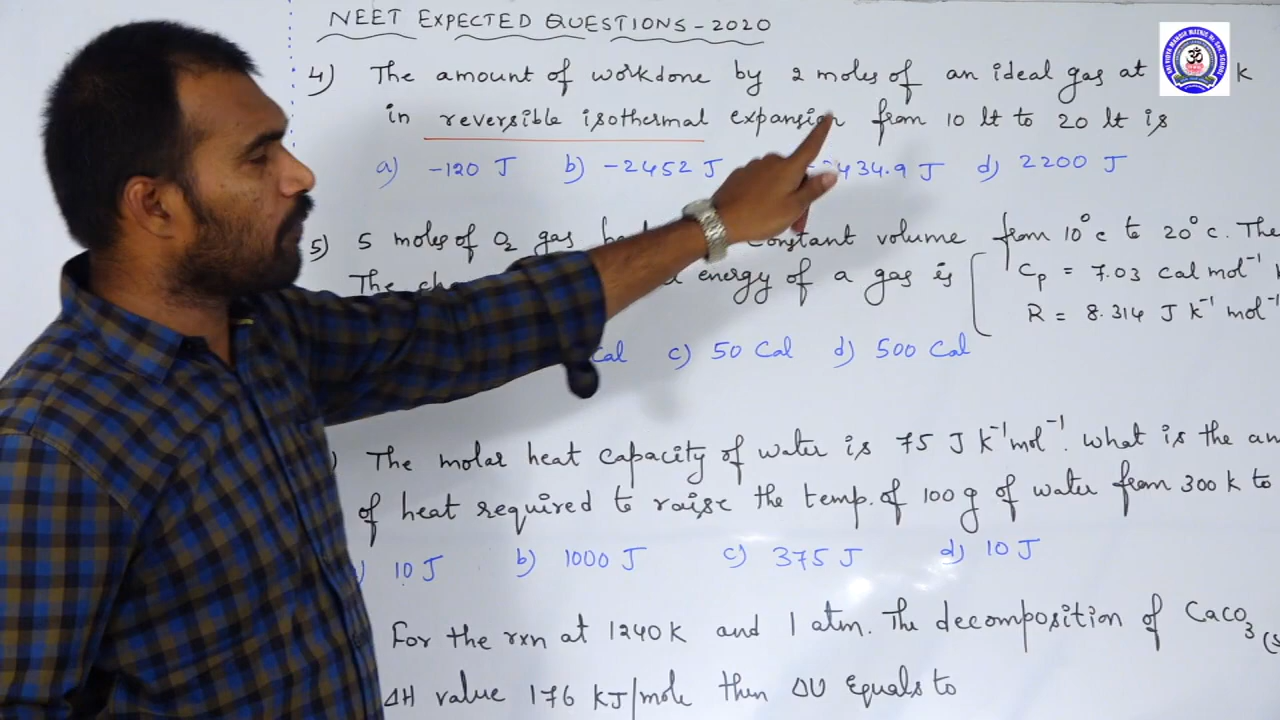 NEET EXPECTED QUESTIONS-2020
4) The amount of workdone by 2 moles of an ideal gas at K
in reversible isothermal expansion from 10 lt to 20 lt is
a) -120 J b) -2452 J 434.9 J d) 2200 J
5) 5 moles of O2 gas constant volume from 10°c to 20°c. The
The energy of a gas is Cp = 7.03 cal mol⁻¹
R = 8.314 J K⁻¹ mol⁻¹
Cal c) 50 Cal d) 500 Cal
The molar heat capacity of water is 75 J K⁻¹ mol⁻¹. what is the
of heat required to raise the temp. of 100 g of water from 300 k to
10 J b) 1000 J c) 375 J d) 10 J
For the rxn at 1240 K and 1 atm. The decomposition of CaCO3
ΔH value 176 KJ/mole then ΔU Equals to